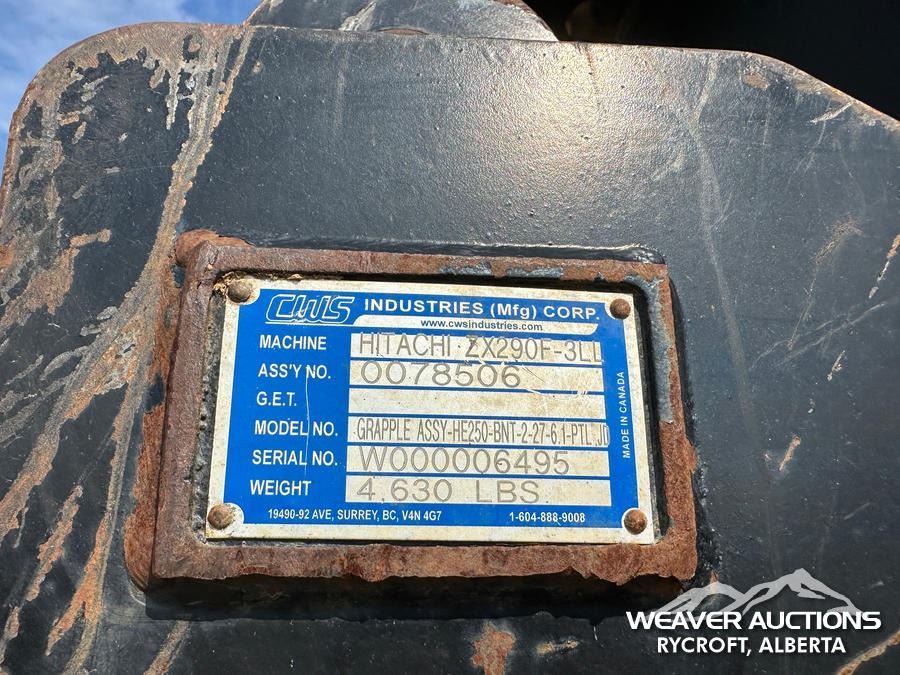 CWS INDUSTRIES (Mfg) CORP.
www.cwsindustries.com
MACHINE HITACHI ZX290F-3LL
ASS'Y NO. 0078506
G.E.T.
MODEL NO. GRAPPLE ASSY-HE250-BNT-2-27-6.1-PTL,JD
SERIAL NO. W000006495
WEIGHT 4,630 LBS.
MADE IN CANADA
19490-92 AVE, SURREY, BC, V4N 4G7 1-604-888-9008
WEAVER AUCTIONS
RYCROFT, ALBERTA